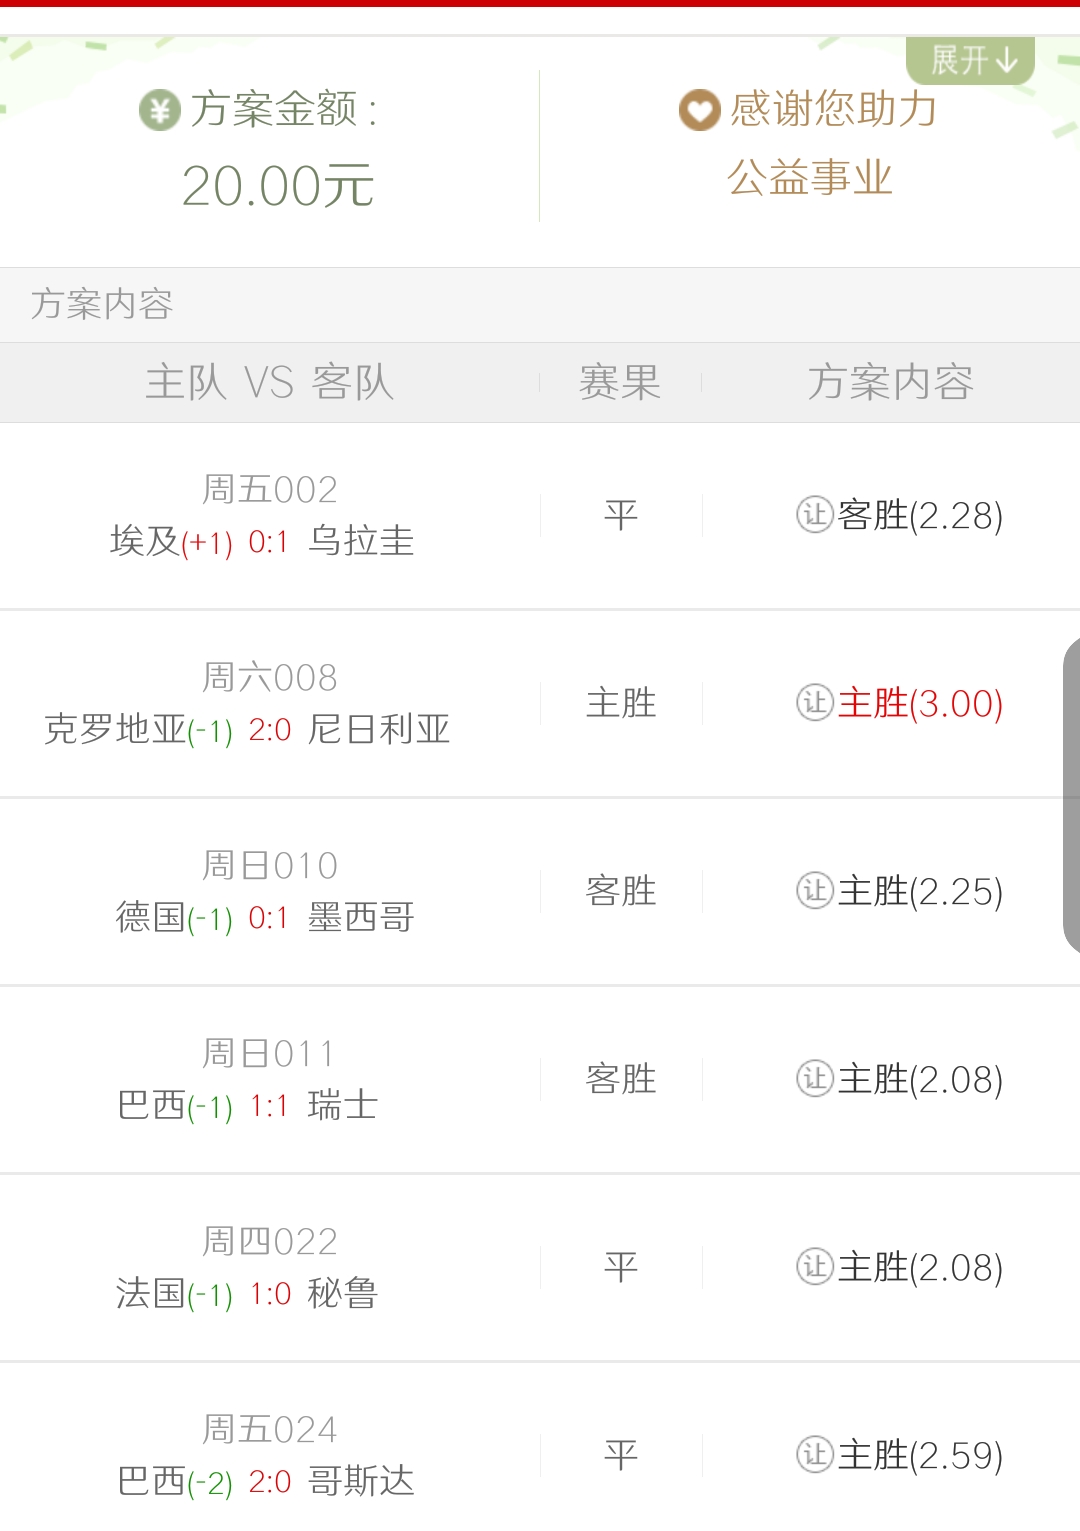 展开↓
¥ 方案金额：
20.00元
感谢您助力
公益事业
方案内容
主队 VS 客队 赛果 方案内容
周五002
埃及(+1) 0:1 乌拉圭 平 让客胜(2.28)
周六008
克罗地亚(-1) 2:0 尼日利亚 主胜 让主胜(3.00)
周日010
德国(-1) 0:1 墨西哥 客胜 让主胜(2.25)
周日011
巴西(-1) 1:1 瑞士 客胜 让主胜(2.08)
周四022
法国(-1) 1:0 秘鲁 平 让主胜(2.08)
周五024
巴西(-2) 2:0 哥斯达 平 让主胜(2.59)